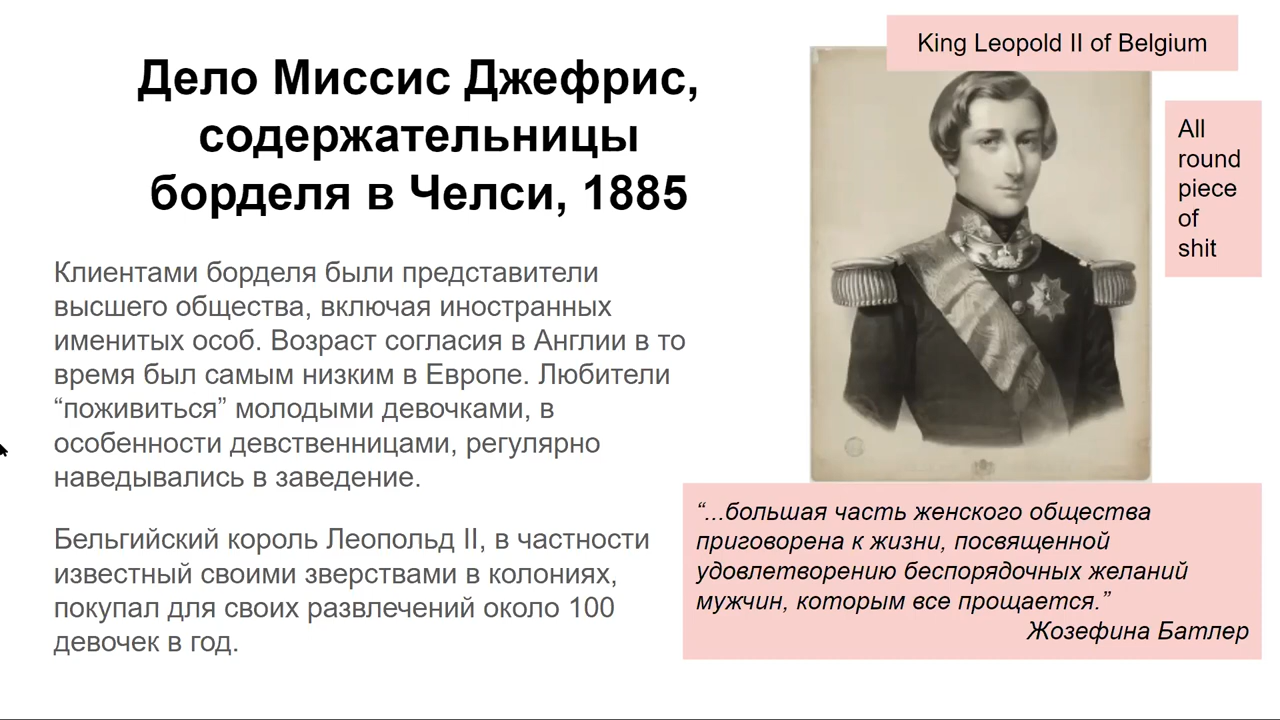 Дело Миссис Джефрис,
содержательницы
борделя в Челси, 1885
Клиентами борделя были представители
высшего общества, включая иностранных
именитых особ. Возраст согласия в Англии в то
время был самым низким в Европе. Любители
“поживиться” молодыми девочками, в
особенности девственницами, регулярно
наведывались в заведение.
Бельгийский король Леопольд II, в частности
известный своими зверствами в колониях,
покупал для своих развлечений около 100
девочек в год.
King Leopold II of Belgium
All
round
piece
of
shit
“...большая часть женского общества
приговорена к жизни, посвященной
удовлетворению беспорядочных желаний
мужчин, которым все прощается.”
Жозефина Батлер